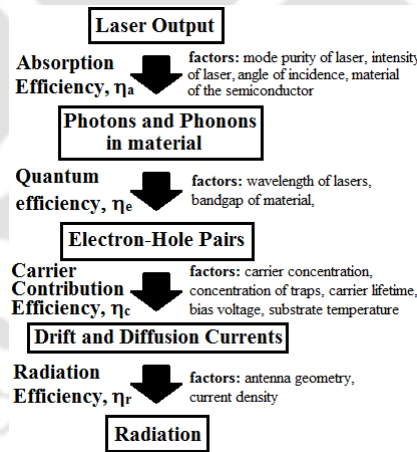 Laser Output
Absorption
Efficiency, ηa
factors: mode purity of laser, intensity
of laser, angle of incidence, material
of the semiconductor
Photons and Phonons
in material
Quantum
efficiency, ηe
factors: wavelength of lasers,
bandgap of material,
Electron-Hole Pairs
Carrier
Contribution
Efficiency, ηc
factors: carrier concentration,
concentration of traps, carrier lifetime,
bias voltage, substrate temperature
Drift and Diffusion Currents
Radiation
Efficiency, ηr
factors: antenna geometry,
current density
Radiation